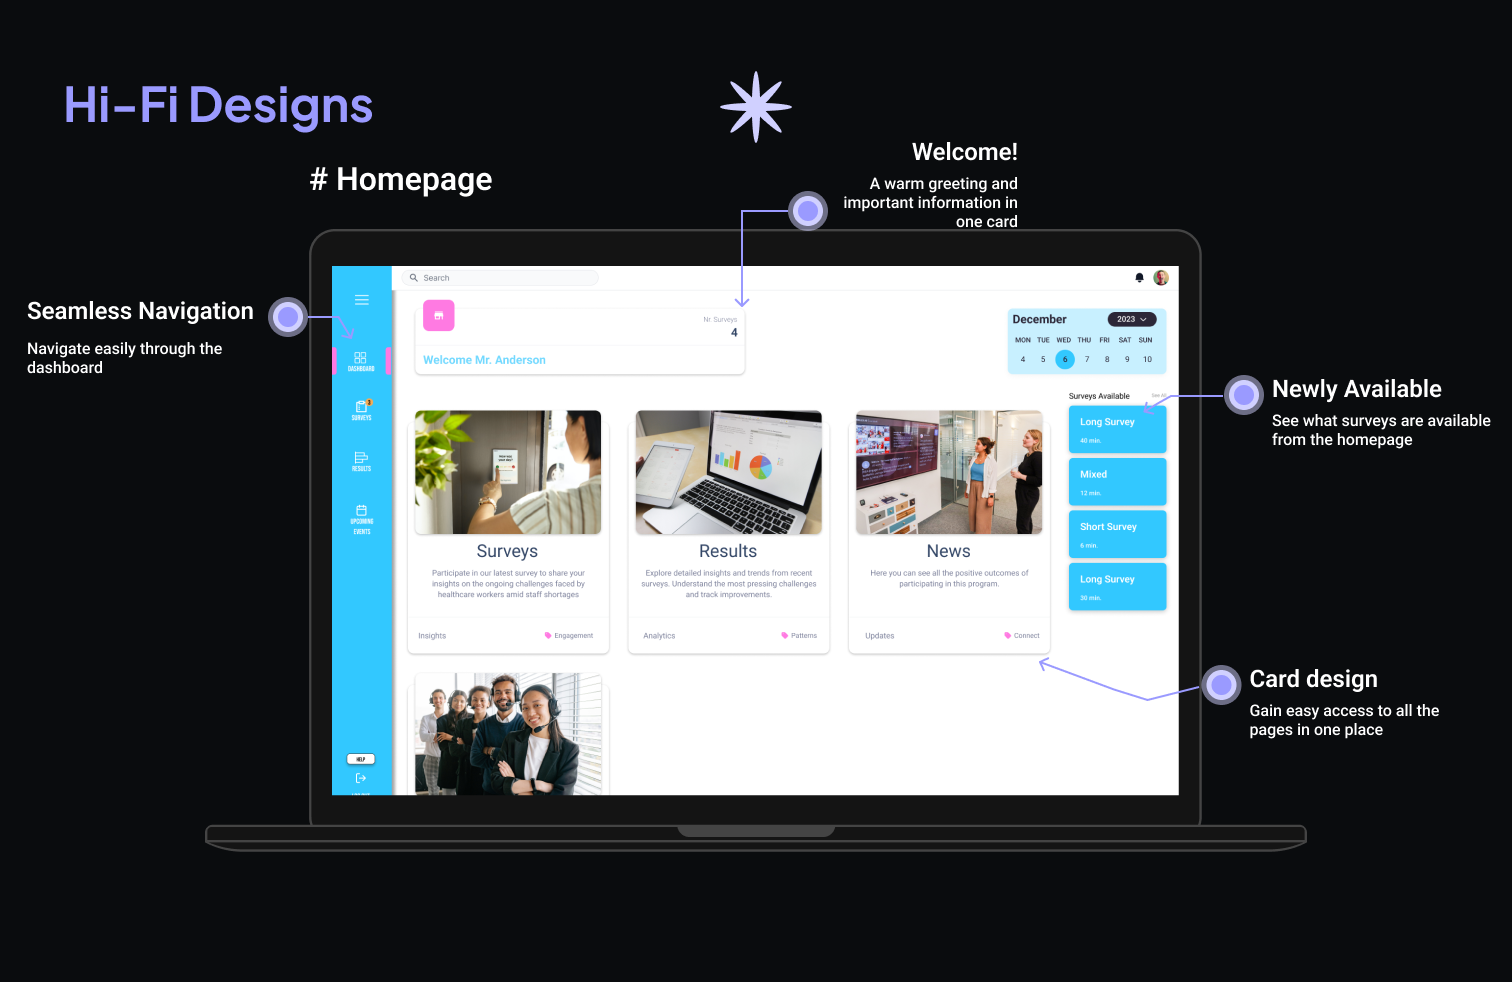 Hi-Fi Designs
# Homepage
Welcome!
A warm greeting and
important information in
one card
Seamless Navigation
Navigate easily through the
dashboard
Search
DASHBOARD
3
SURVEYS
RESULTS
UPCOMING
EVENTS
HELP
Nr Surveys
4
Welcome Mr. Anderson
December
2023
MON TUE WED THU FRI SAT SUN
4 5 6 7 8 9 10
Surveys Available
See All
Long Survey
40 min.
Mixed
12 min.
Short Survey
6 min.
Long Survey
30 min.
Newly Available
See what surveys are available
from the homepage
Surveys
Participate in our latest survey to share your
insights on the ongoing challenges faced by
healthcare workers amid staff shortages
Insights
Engagement
Results
Explore detailed insights and trends from recent
surveys. Understand the most pressing challenges
and track improvements.
Analytics
Patterns
News
Here you can see all the positive outcomes of
participating in this program.
Updates
Connect
Card design
Gain easy access to all the
pages in one place